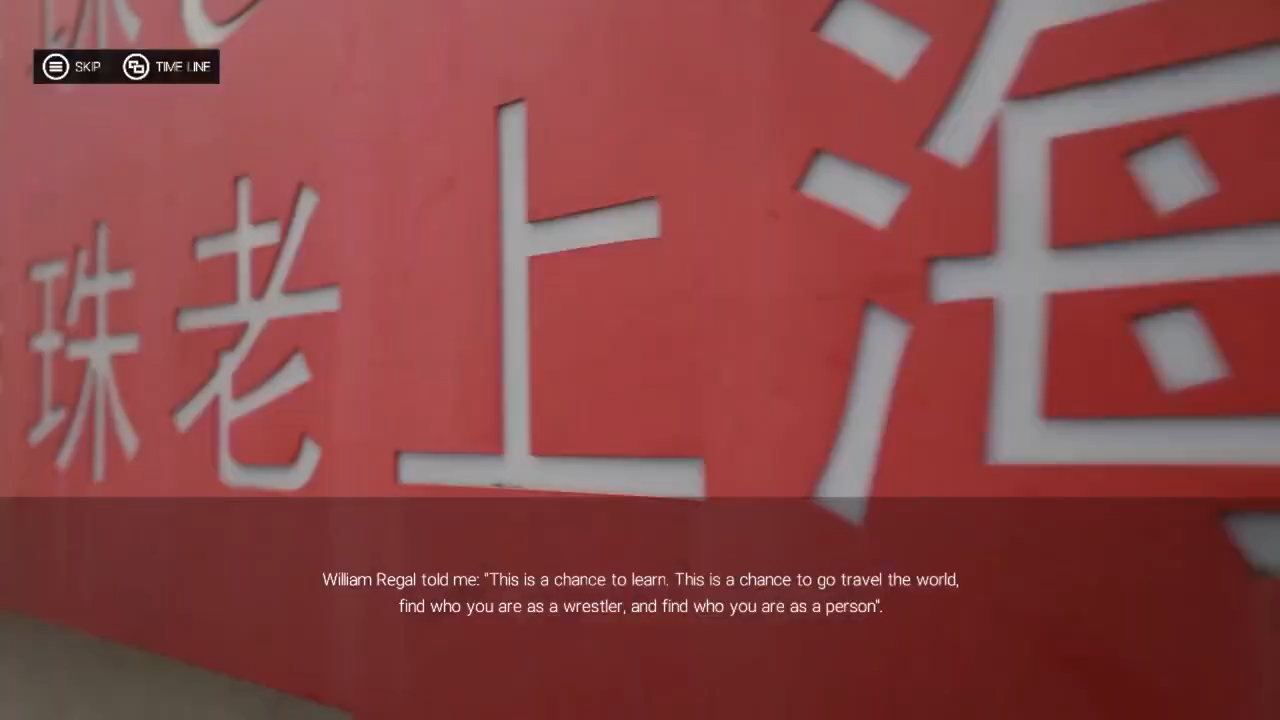 SKIP TIME LINE
珠老上海
William Regal told me: "This is a chance to learn. This is a chance to go travel the world,
find who you are as a wrestler, and find who you are as a person".